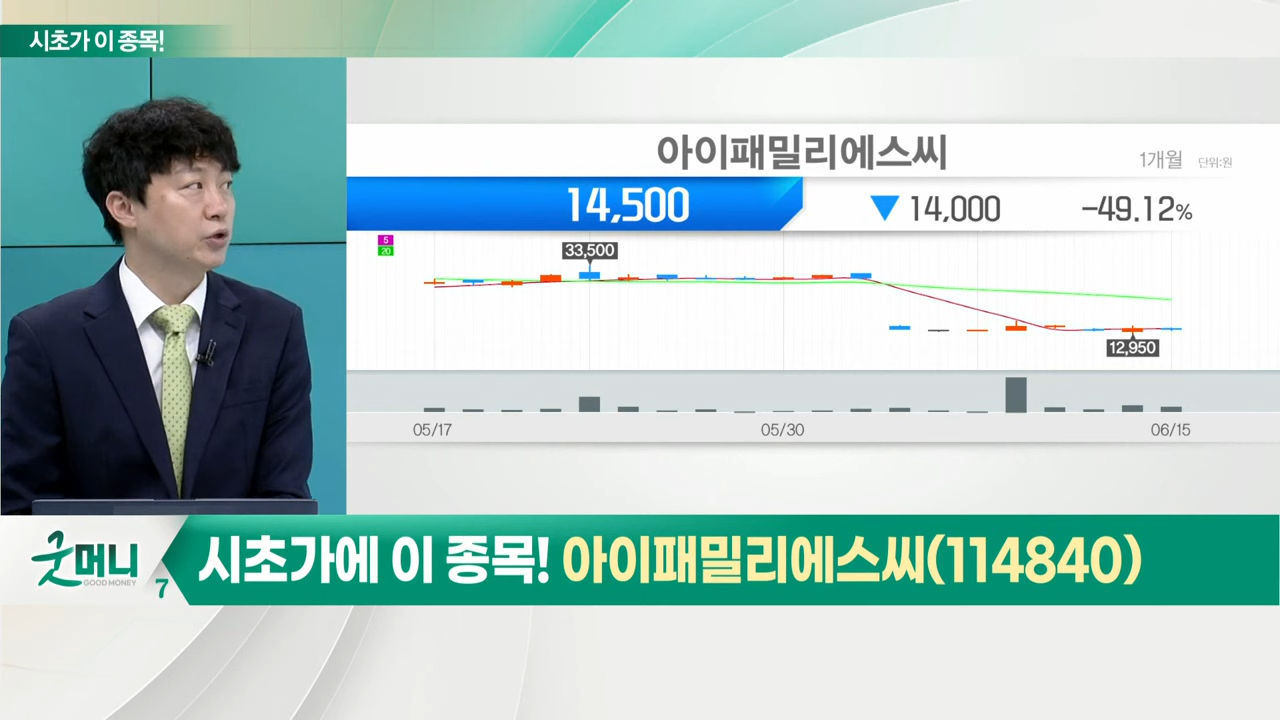 시초가 이 종목!
아이패밀리에스씨
1개월 단위:원
14,500 ▼14,000 -49.12%
5
20
33,500
12,950
05/17 05/30 06/15
굿머니
GOOD MONEY
7
시초가에 이 종목! 아이패밀리에스씨(114840)